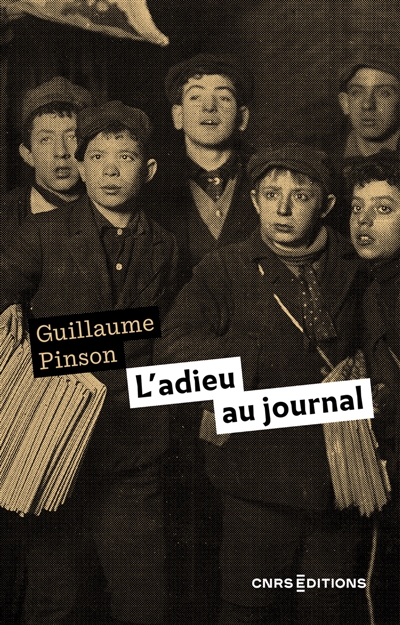 Guillaume
Pinson
L'adieu
au journal
CNRS ÉDITIONS